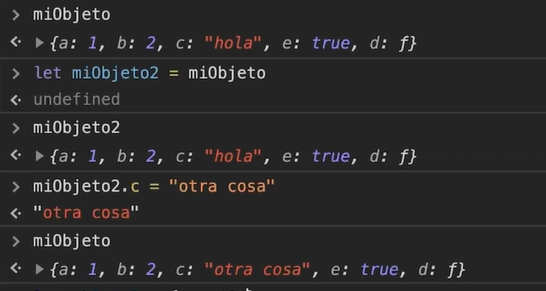 > miObjeto
<· ▶{a: 1, b: 2, c: "hola", e: true, d: ƒ}
> let miObjeto2 = miObjeto
<· undefined
> miObjeto2
<· ▶{a: 1, b: 2, c: "hola", e: true, d: ƒ}
> miObjeto2.c = "otra cosa"
<· "otra cosa"
> miObjeto
<· ▶{a: 1, b: 2, c: "otra cosa", e: true, d: ƒ}